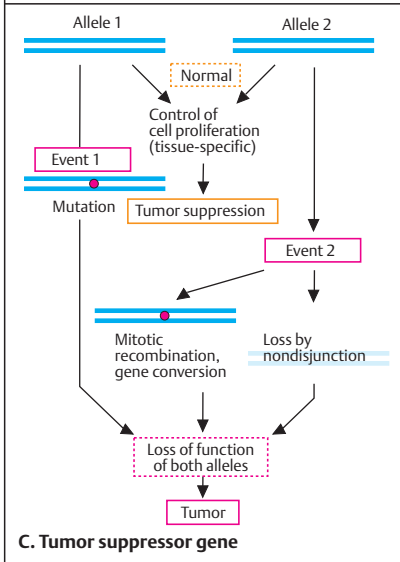 Allele 1
Allele 2
Normal
Control of
cell proliferation
(tissue-specific)
Event 1
Mutation
Tumor suppression
Event 2
Mitotic
recombination,
gene conversion
Loss by
nondisjunction
Loss of function
of both alleles
Tumor
C. Tumor suppressor gene